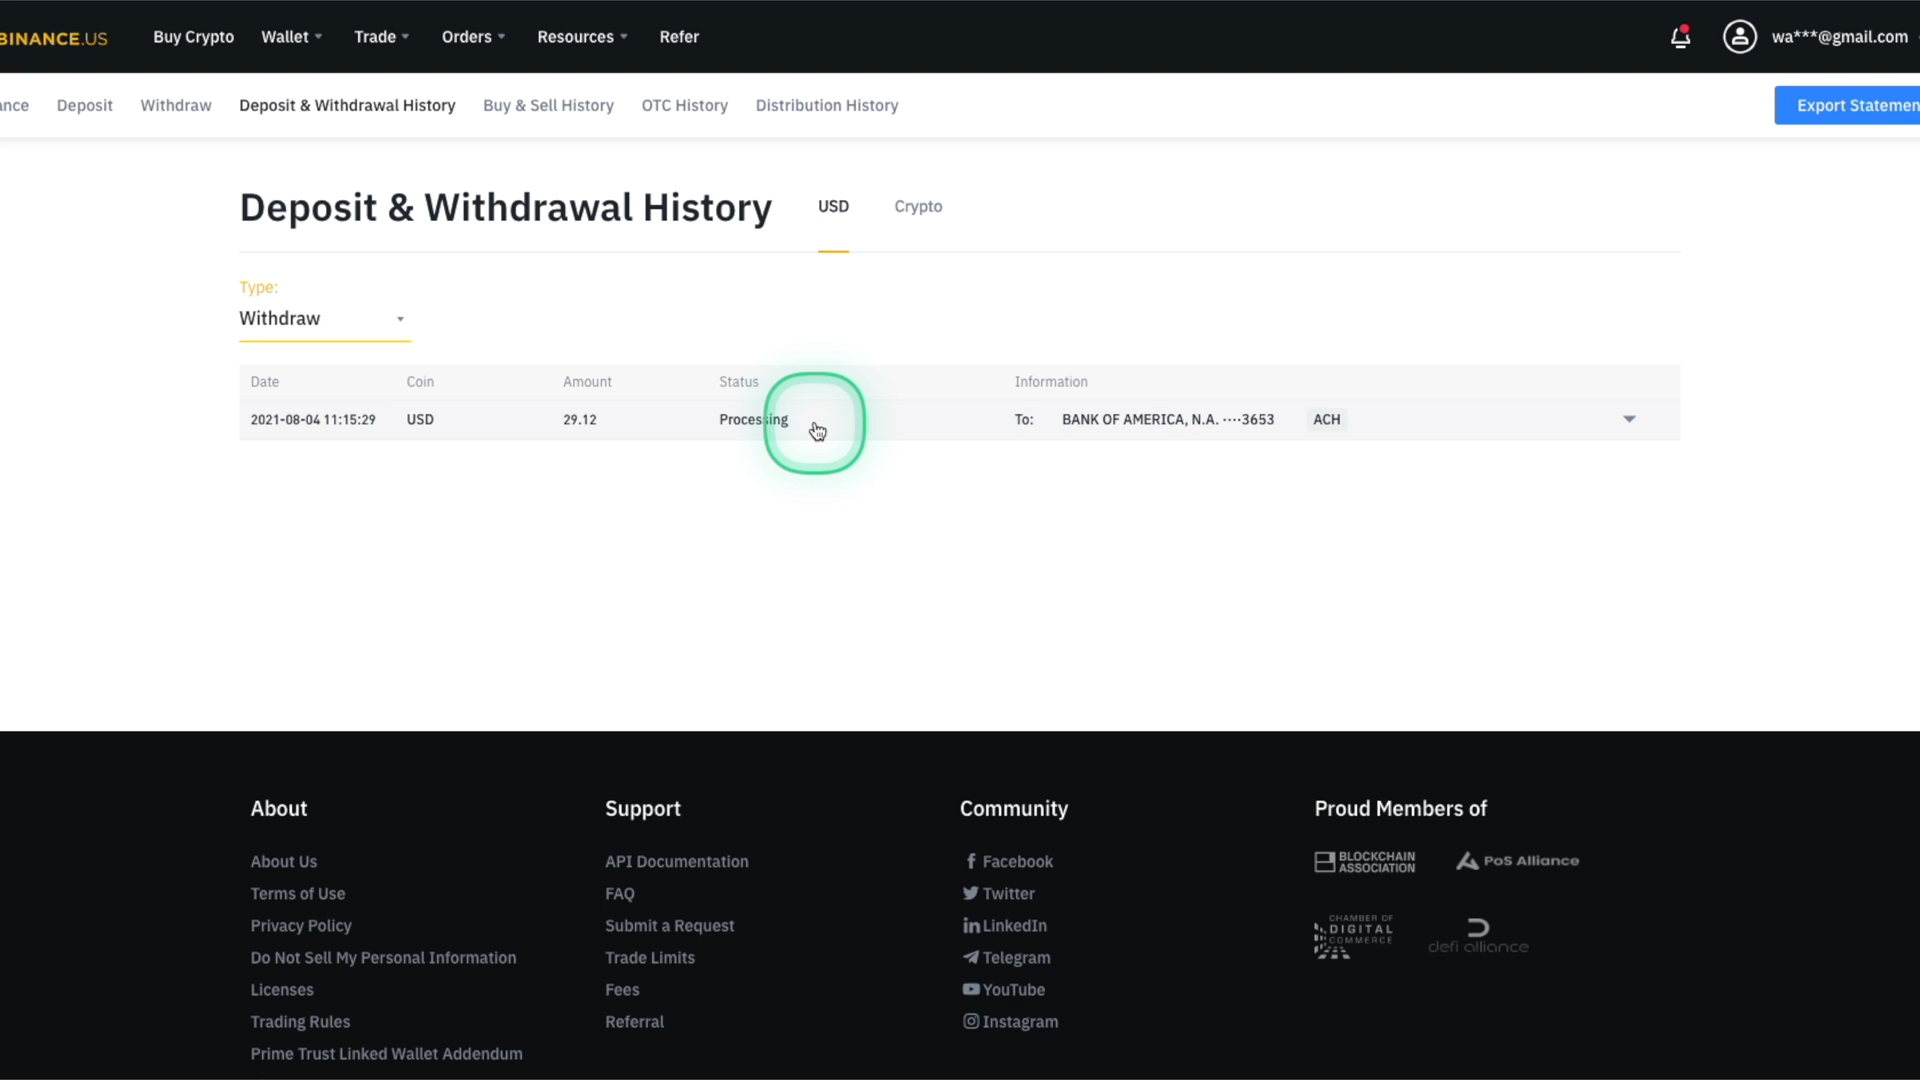 BINANCE.US Buy Crypto Wallet Trade Orders Resources Refer wa***@gmail.com
ance Deposit Withdraw Deposit & Withdrawal History Buy & Sell History OTC History Distribution History Export Statemen
Deposit & Withdrawal History USD Crypto
Type:
Withdraw
Date Coin Amount Status Information
2021-08-04 11:15:29 USD 29.12 Processing To: BANK OF AMERICA, N.A. ····3653 ACH
About Support Community Proud Members of
About Us API Documentation Facebook BLOCKCHAIN ASSOCIATION PoS Alliance
Terms of Use FAQ Twitter
Privacy Policy Submit a Request LinkedIn CHAMBER OF DIGITAL COMMERCE defi alliance
Do Not Sell My Personal Information Trade Limits Telegram
Licenses Fees YouTube
Trading Rules Referral Instagram
Prime Trust Linked Wallet Addendum